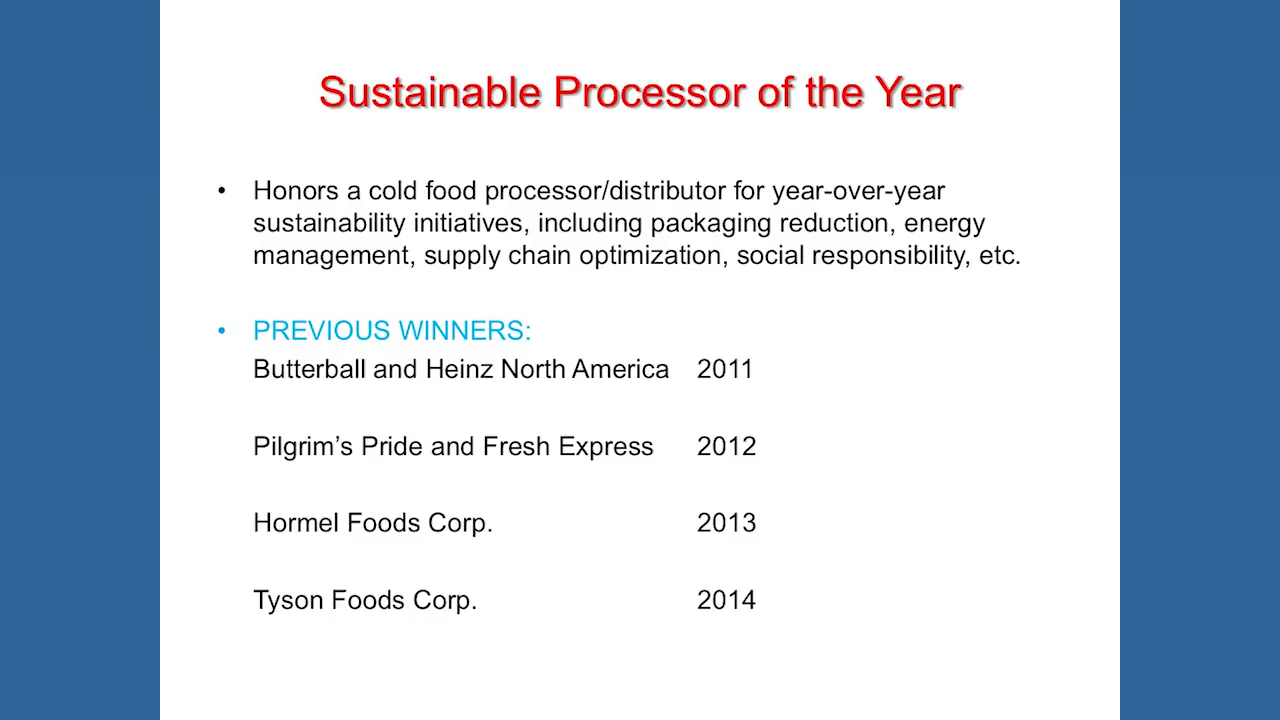 Sustainable Processor of the Year
• Honors a cold food processor/distributor for year-over-year
sustainability initiatives, including packaging reduction, energy
management, supply chain optimization, social responsibility, etc.
• PREVIOUS WINNERS:
Butterball and Heinz North America 2011
Pilgrim’s Pride and Fresh Express 2012
Hormel Foods Corp. 2013
Tyson Foods Corp. 2014